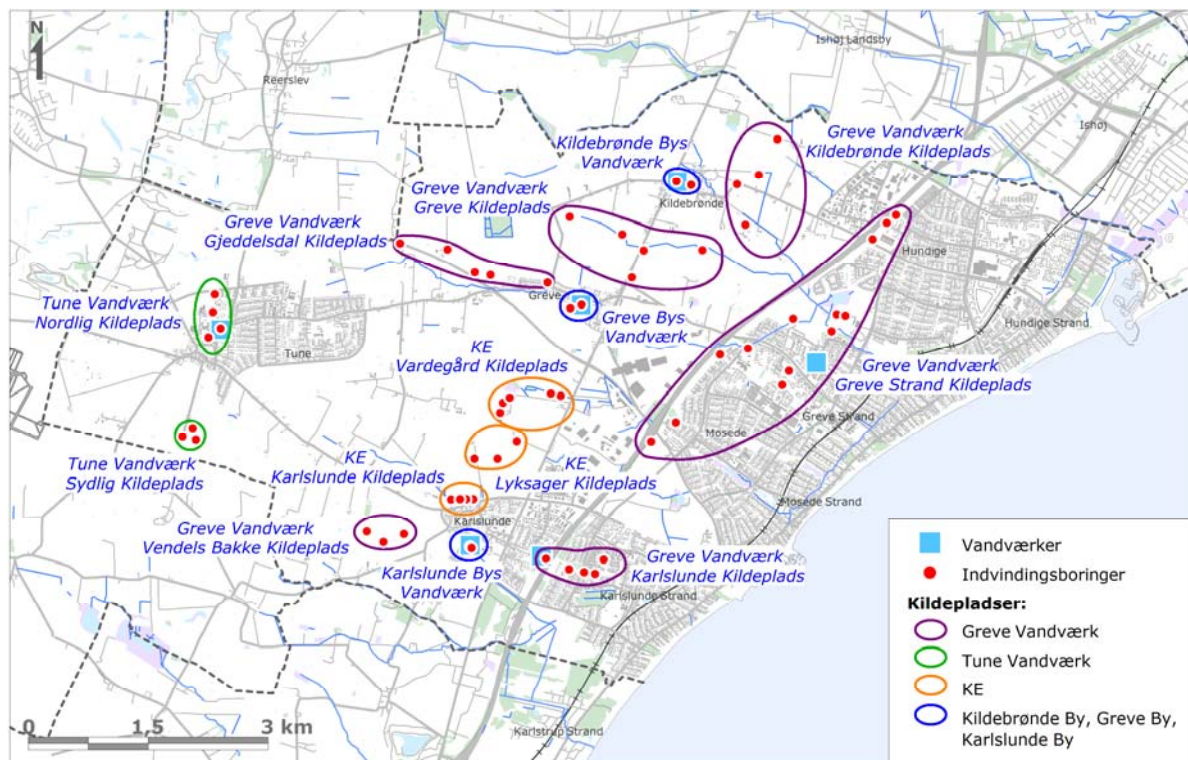 N
Ishøj Landsby
Reerslev
Ishøj
Kildebrønde Bys
Vandværk
Greve Vandværk
Kildebrønde Kildeplads
Greve Vandværk
Greve Kildeplads
Kildebrønde
Greve Vandværk
Gjeddelsdal Kildeplads
Hundige
Tune Vandværk
Nordlig Kildeplads
Greve
Greve Bys
Vandværk
Hundige Strand
Tune
KE
Vardegård Kildeplads
Greve Vandværk
Greve Strand Kildeplads
Greve Strand
Mosede
Tune Vandværk
Sydlig Kildeplads
KE
Karlslunde Kildeplads
KE
Lyksager Kildeplads
Mosede Strand
Karlslunde
Greve Vandværk
Vendels Bakke Kildeplads
Karlslunde Bys
Vandværk
Greve Vandværk
Karlslunde Kildeplads
Karlslunde Strand
Karlstrup Strand
0 1,5 3 km
Vandværker
Indvindingsboringer
Kildepladser:
Greve Vandværk
Tune Vandværk
KE
Kildebrønde By, Greve By,
Karlslunde By